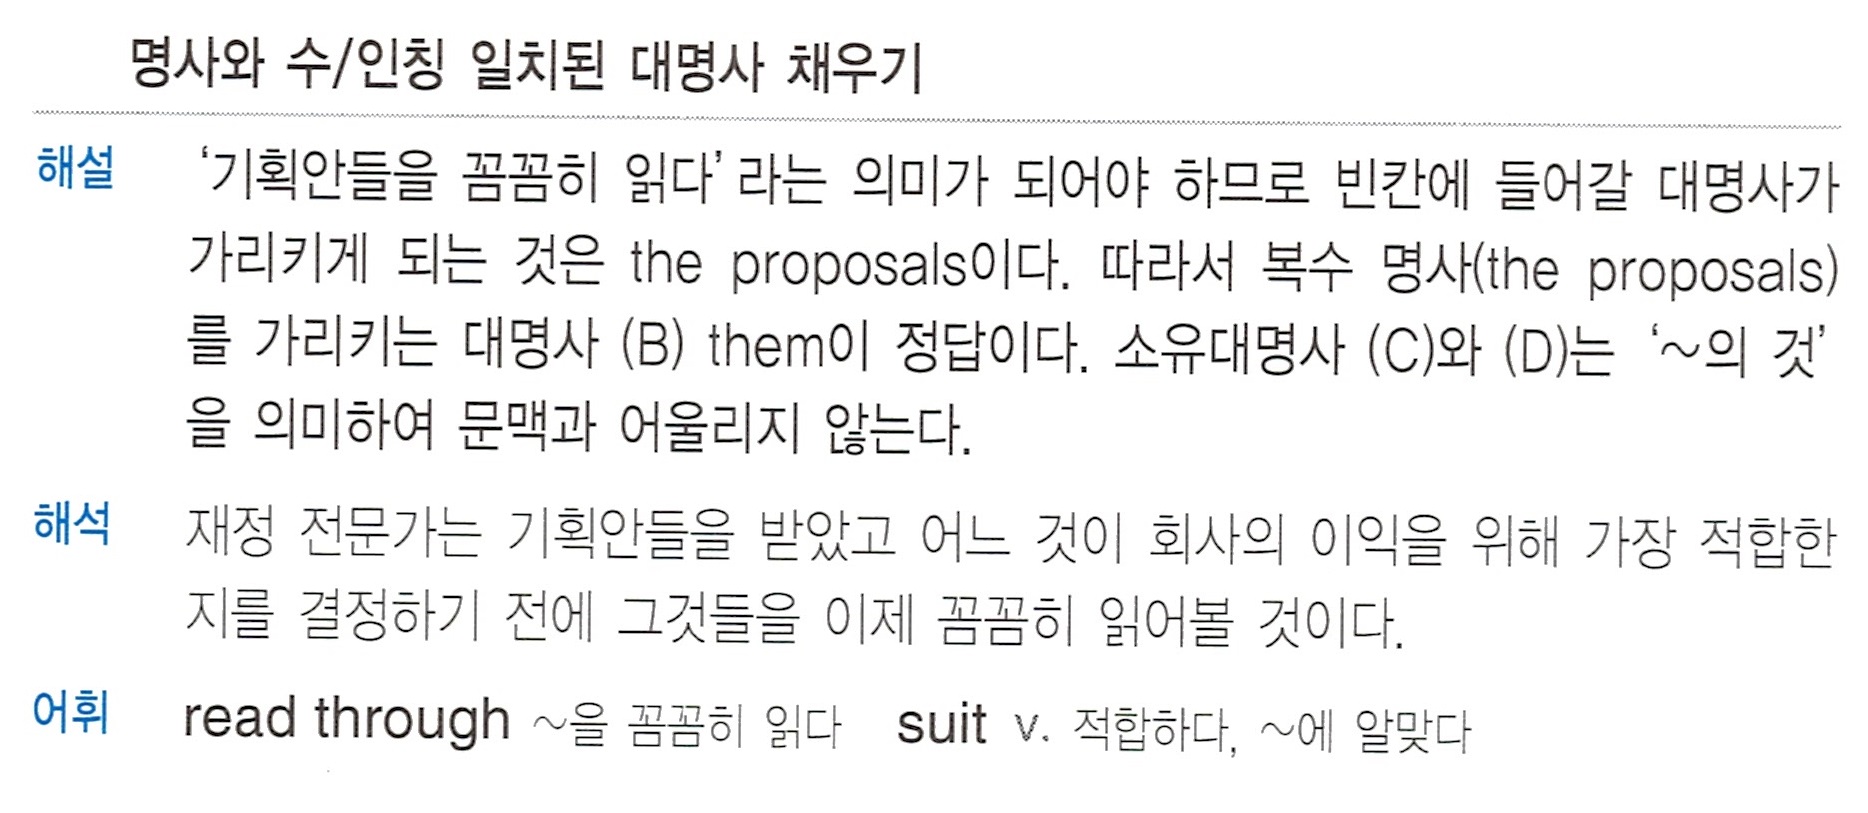 명사와 수/인칭 일치된 대명사 채우기
해설 '기획안들을 꼼꼼히 읽다'라는 의미가 되어야 하므로 빈칸에 들어갈 대명사가
가리키게 되는 것은 the proposals이다. 따라서 복수 명사(the proposals)
를 가리키는 대명사 (B) them이 정답이다. 소유대명사 (C)와 (D)는 '~의 것'
을 의미하여 문맥과 어울리지 않는다.
해석 재정 전문가는 기획안들을 받았고 어느 것이 회사의 이익을 위해 가장 적합한
지를 결정하기 전에 그것들을 이제 꼼꼼히 읽어볼 것이다.
어휘 read through ~을 꼼꼼히 읽다 suit v. 적합하다, ~에 알맞다